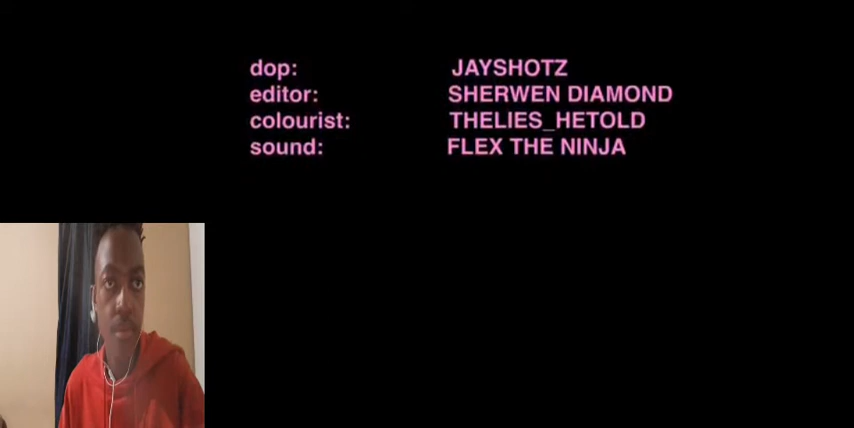 dop: JAYSHOTZ
editor: SHERWEN DIAMOND
colourist: THELIES_HETOLD
sound: FLEX THE NINJA